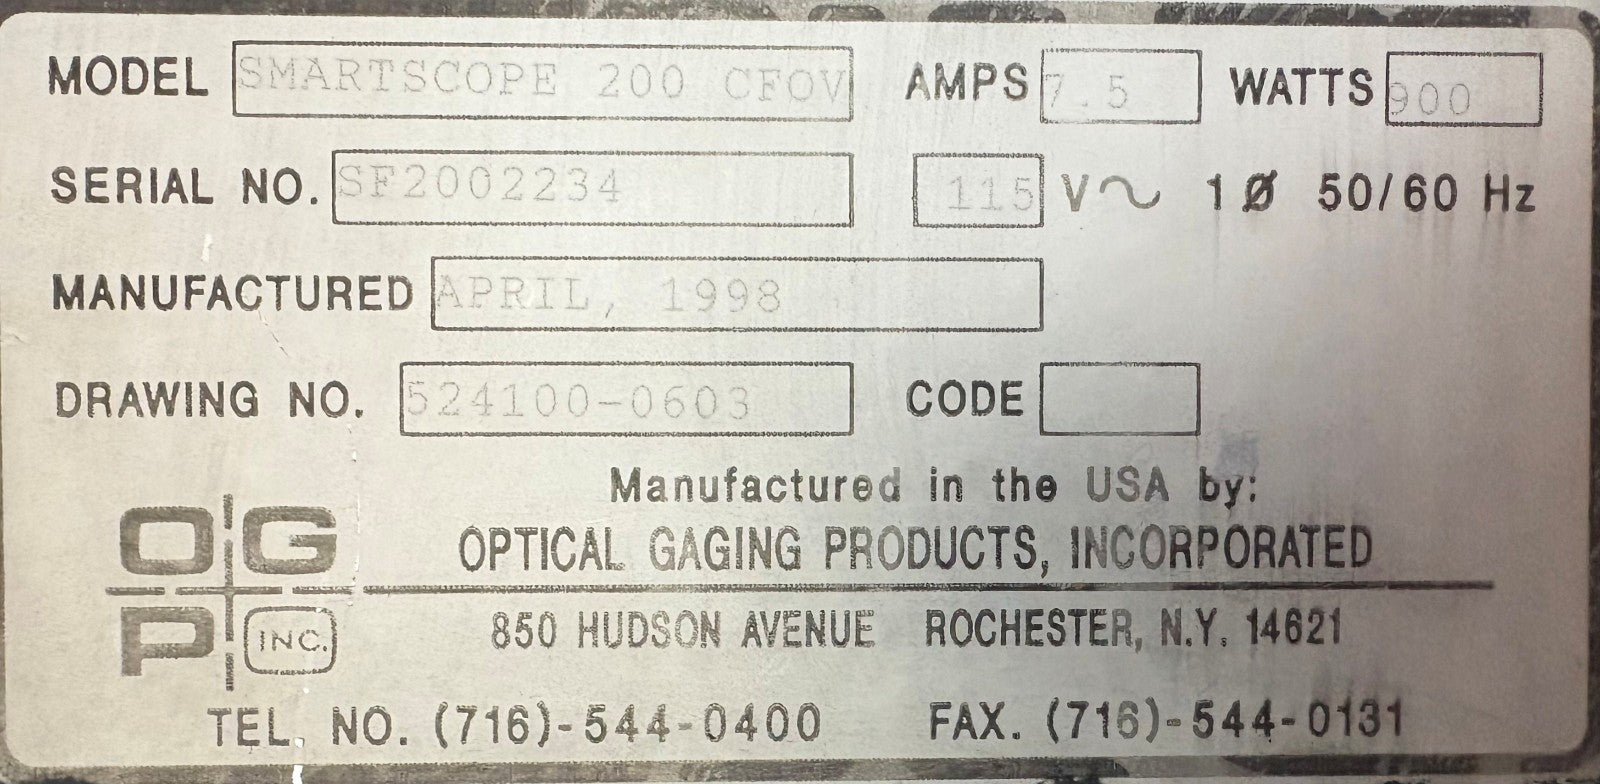 MODEL SMARTSCOPE 200 CFOV AMPS 7.5 WATTS 900
SERIAL NO. SF2002234 115 V ~ 1Ø 50/60 Hz
MANUFACTURED APRIL, 1998
DRAWING NO. 524100-0603 CODE
Manufactured in the USA by:
OGP INC.
OPTICAL GAGING PRODUCTS, INCORPORATED
850 HUDSON AVENUE ROCHESTER, N.Y. 14621
TEL. NO. (716)-544-0400 FAX. (716)-544-0131